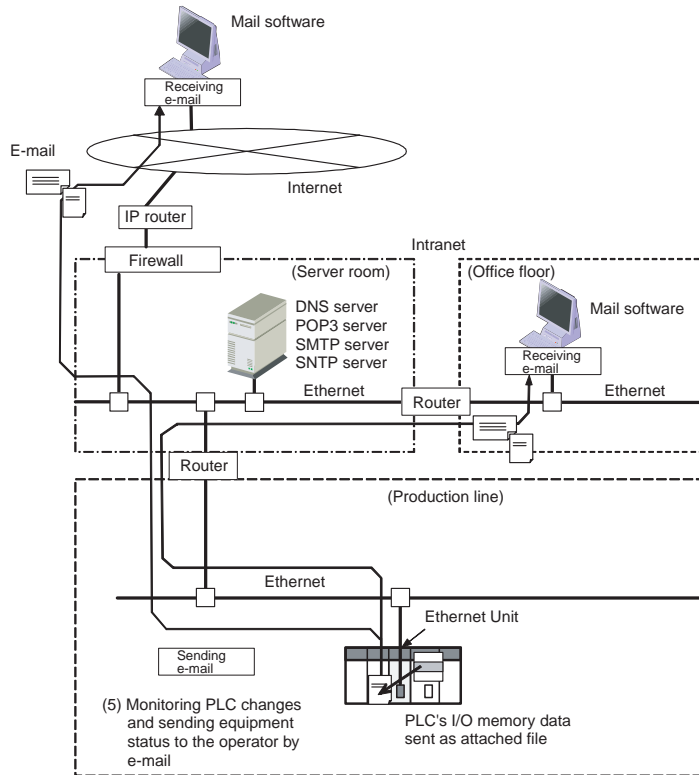 Mail software
Receiving
e-mail
E-mail
Internet
IP router
Intranet
Firewall
(Server room)
(Office floor)
DNS server
POP3 server
SMTP server
SNTP server
Mail software
Receiving
e-mail
Ethernet
Router
Ethernet
Router
(Production line)
Ethernet
Ethernet Unit
Sending
e-mail
(5) Monitoring PLC changes
and sending equipment
status to the operator by
e-mail
PLC's I/O memory data
sent as attached file